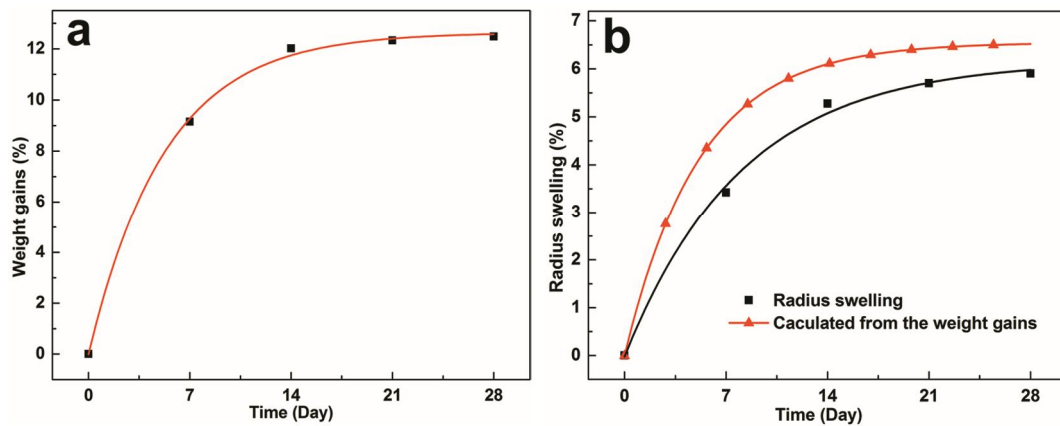 a
12
10
8
6
4
12
0
Weight gains (%)
0 7 14 21 28
Time (Day)
b
7
6
5
4
3
2
1
0
Radius swelling (%)
Radius swelling
Caculated from the weight gains
0 7 14 21 28
Time (Day)